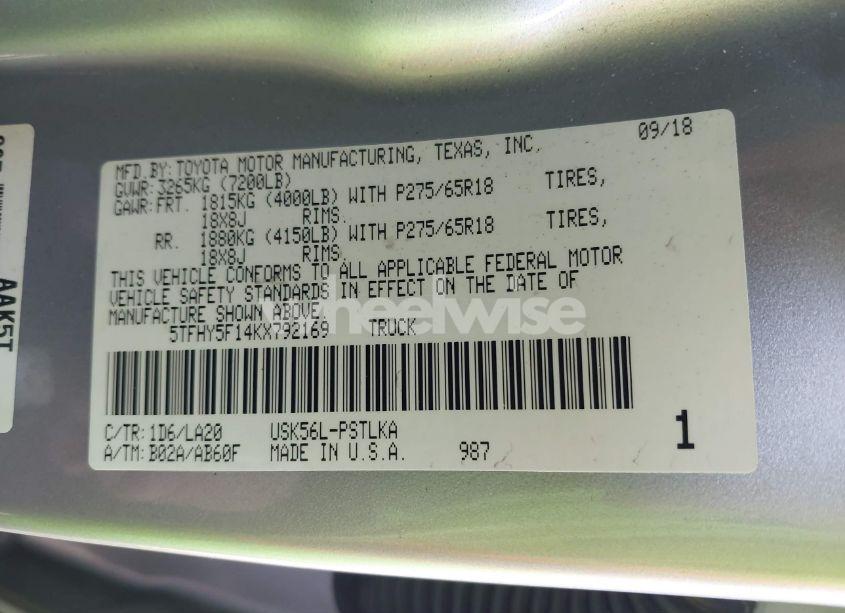 09/18
MFD.BY: TOYOTA MOTOR MANUFACTURING, TEXAS, INC.
GVWR: 3265KG (7200LB)
GAWR: FRT. 1815KG (4000LB) WITH P275/65R18 TIRES,
18X8J RIMS.
RR. 1880KG (4150LB) WITH P275/65R18 TIRES,
18X8J RIMS.
THIS VEHICLE CONFORMS TO ALL APPLICABLE FEDERAL MOTOR
VEHICLE SAFETY STANDARDS IN EFFECT ON THE DATE OF
MANUFACTURE SHOWN ABOVE.
5TFHY5F14KX792169 TRUCK
C/TR: 1D6/LA20 USK56L-PSTLKA
A/TM: B02A/AB60F MADE IN U.S.A. 987
1
AAK5T
wheelwise